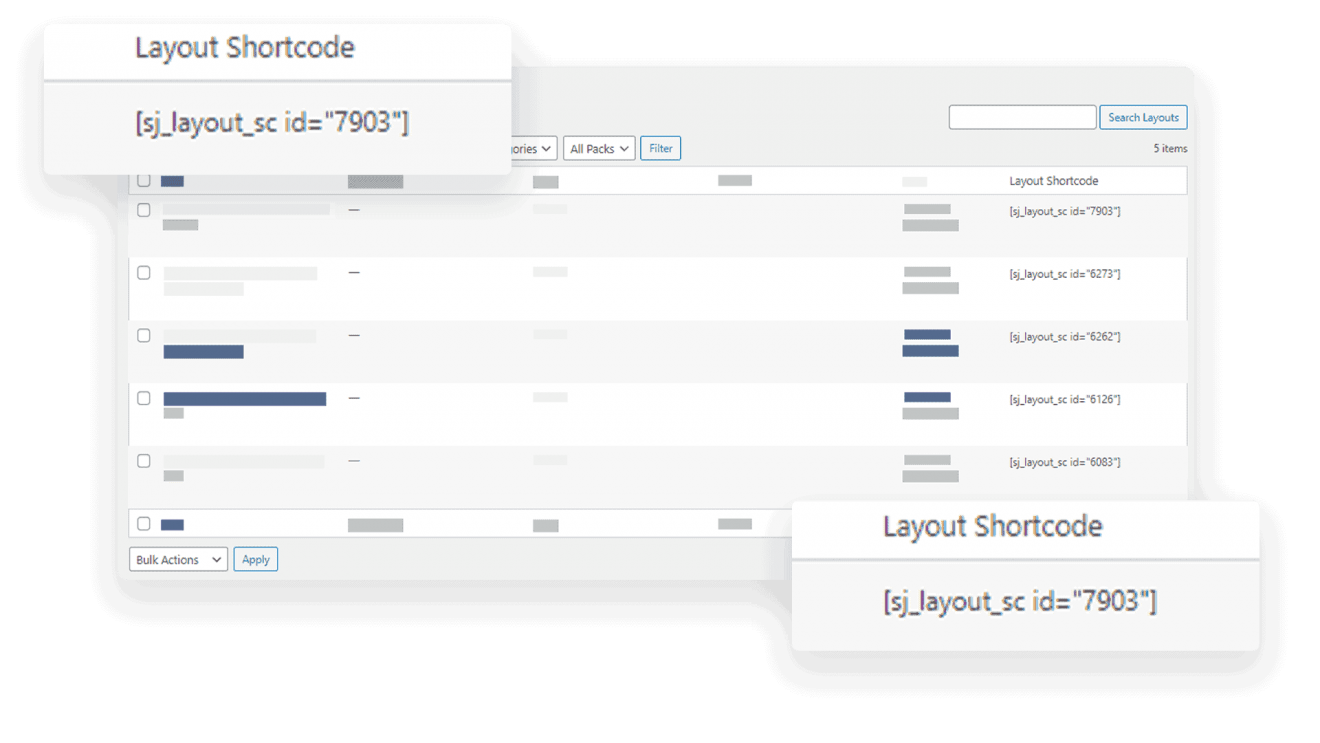 Layout Shortcode
[sj_layout_sc id="7903"]
Search Layouts
All Packs
Filter
5 items
Layout Shortcode
[sj_layout_sc id="7903"]
[sj_layout_sc id="6273"]
[sj_layout_sc id="6262"]
[sj_layout_sc id="6126"]
[sj_layout_sc id="6083"]
Bulk Actions
Apply
Layout Shortcode
[sj_layout_sc id="7903"]